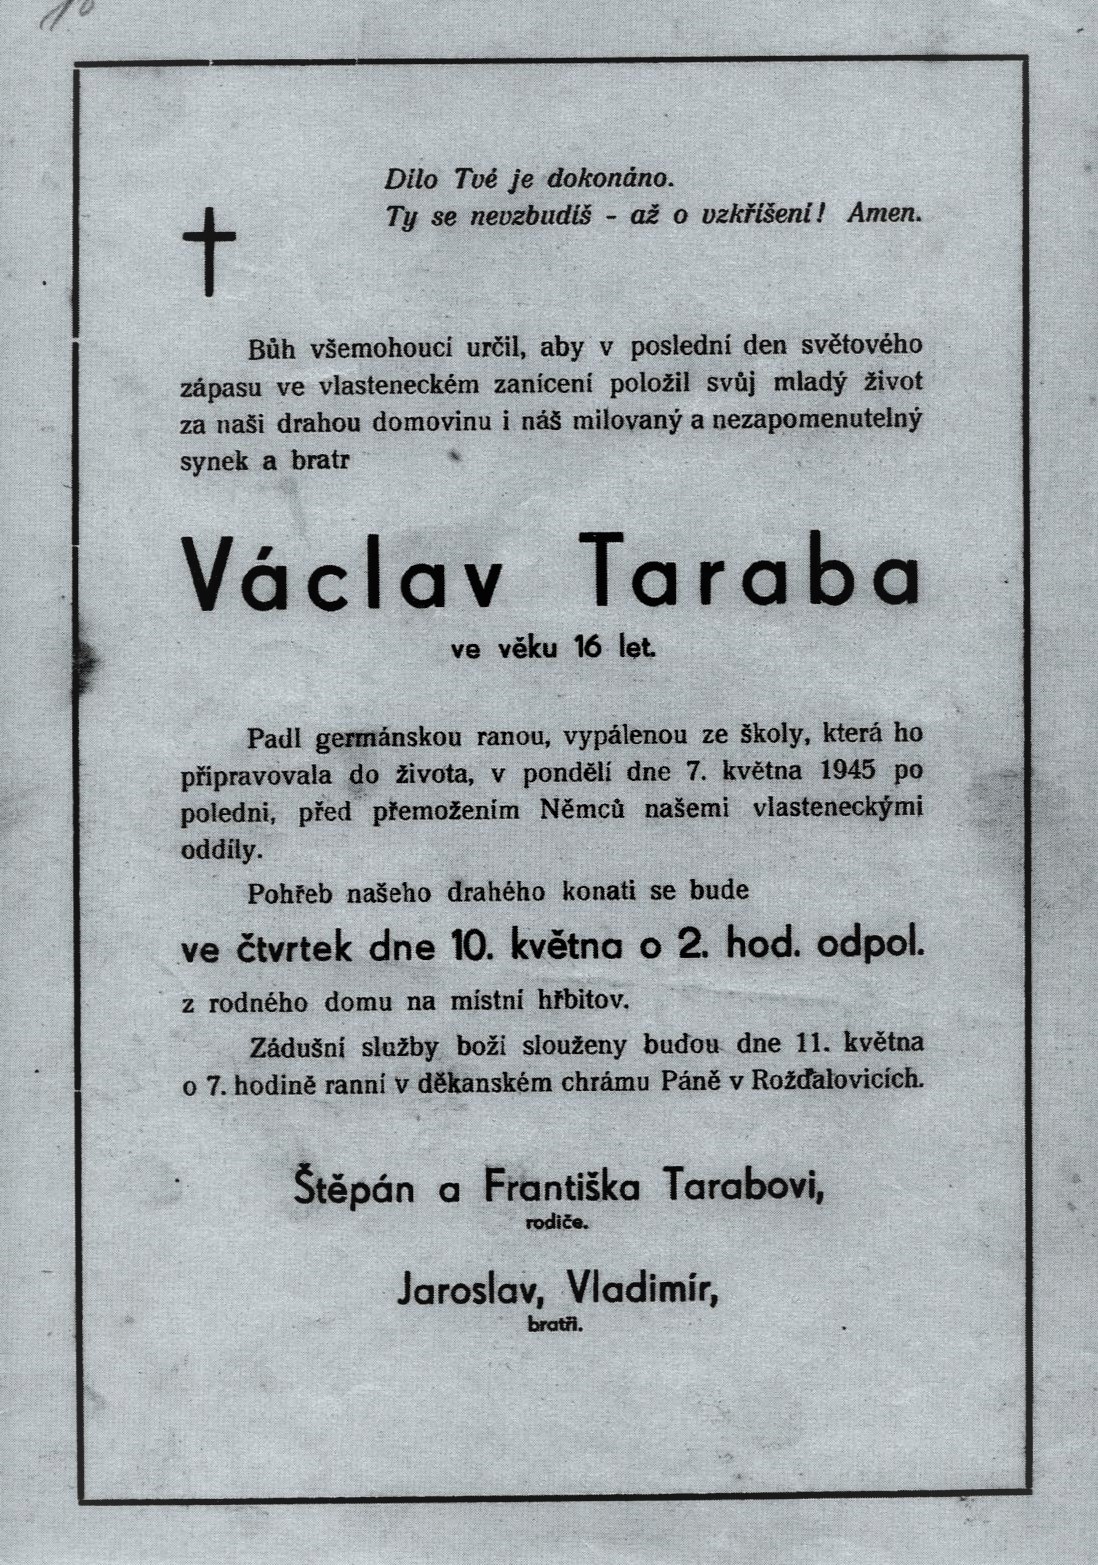 Dílo Tvé je dokonáno.
Ty se nevzbudíš - až o vzkříšení! Amen.
Bůh všemohoucí určil, aby v poslední den světového
zápasu ve vlasteneckém zanícení položil svůj mladý život
za naši drahou domovinu i náš milovaný a nezapomenutelný
synek a bratr
Václav Taraba
ve věku 16 let.
Padl germánskou ranou, vypálenou ze školy, která ho
připravovala do života, v pondělí dne 7. května 1945 po
poledni, před přemožením Němců našemi vlasteneckými
oddíly.
Pohřeb našeho drahého konati se bude
ve čtvrtek dne 10. května o 2. hod. odpol.
z rodného domu na místní hřbitov.
Zádušní služby boží slouženy budou dne 11. května
o 7. hodině ranní v děkanském chrámu Páně v Rožďalovicích.
Štěpán a Františka Tarabovi,
rodiče.
Jaroslav, Vladimír,
bratři.